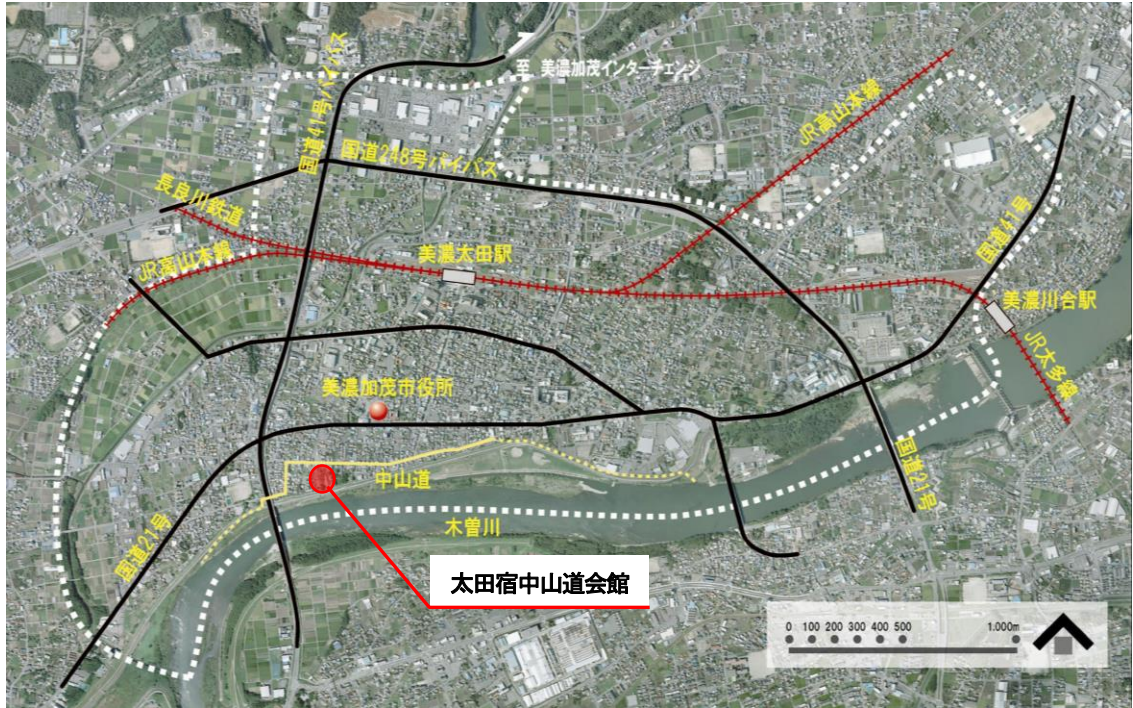 至 美濃加茂インターチェンジ
国道41号バイパス
JR高山本線
国道248号バイパス
長良川鉄道
国道41号
美濃太田駅
JR高山本線
美濃川合駅
JR太多線
美濃加茂市役所
国道21号
中山道
木曽川
国道21号
太田宿中山道会館
0 100 200 300 400 500 1.000m